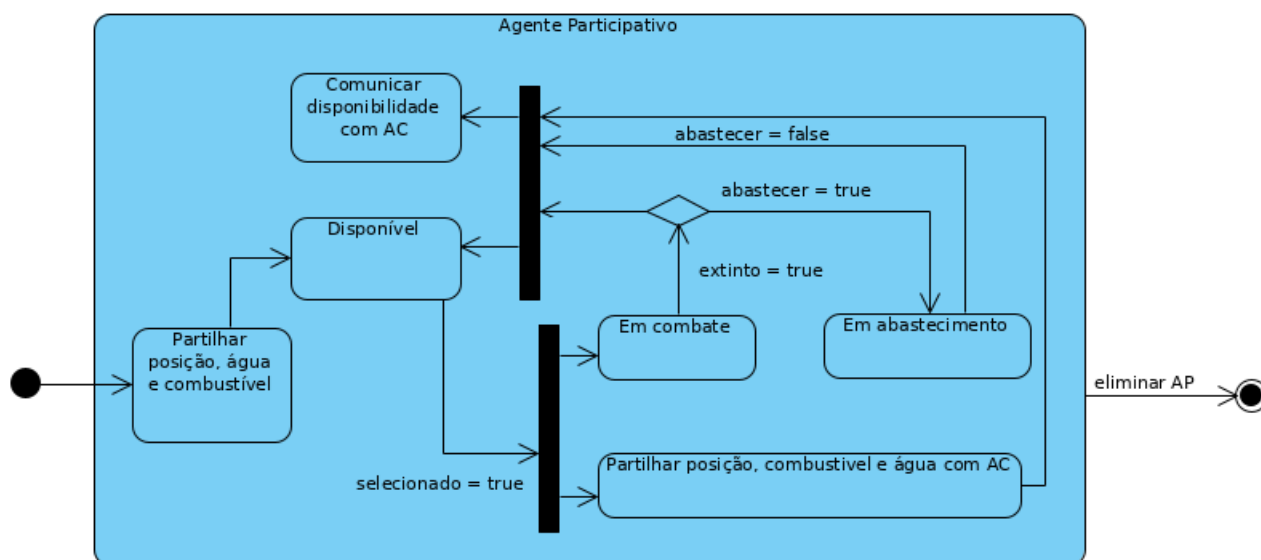 Agente Participativo
Comunicar
disponibilidade
com AC
abastecer = false
abastecer = true
Disponível
extinto = true
Em combate
Em abastecimento
Partilhar
posição, água
e combustível
eliminar AP
Partilhar posição, combustivel e água com AC
selecionado = true